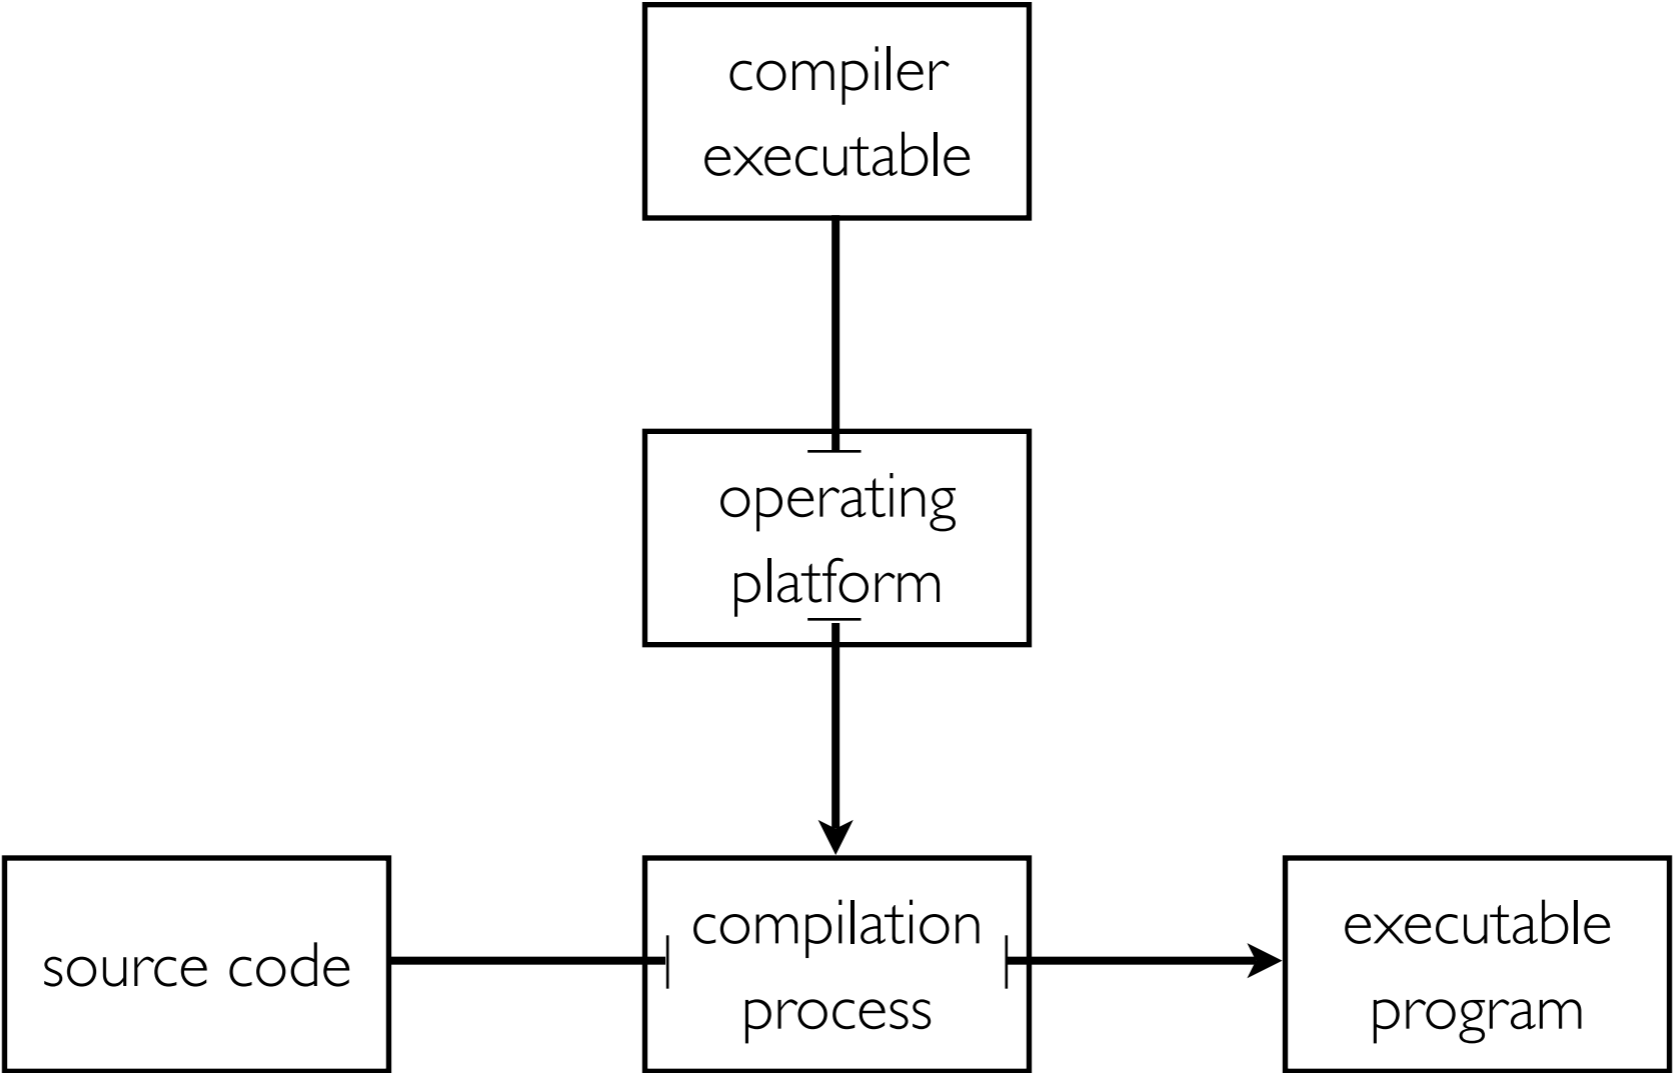 compiler
executable
operating
platform
source code
compilation
process
executable
program